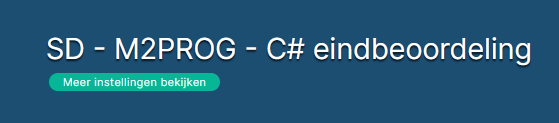 SD - M2PROG - C# eindbeoordeling
Meer instellingen bekijken